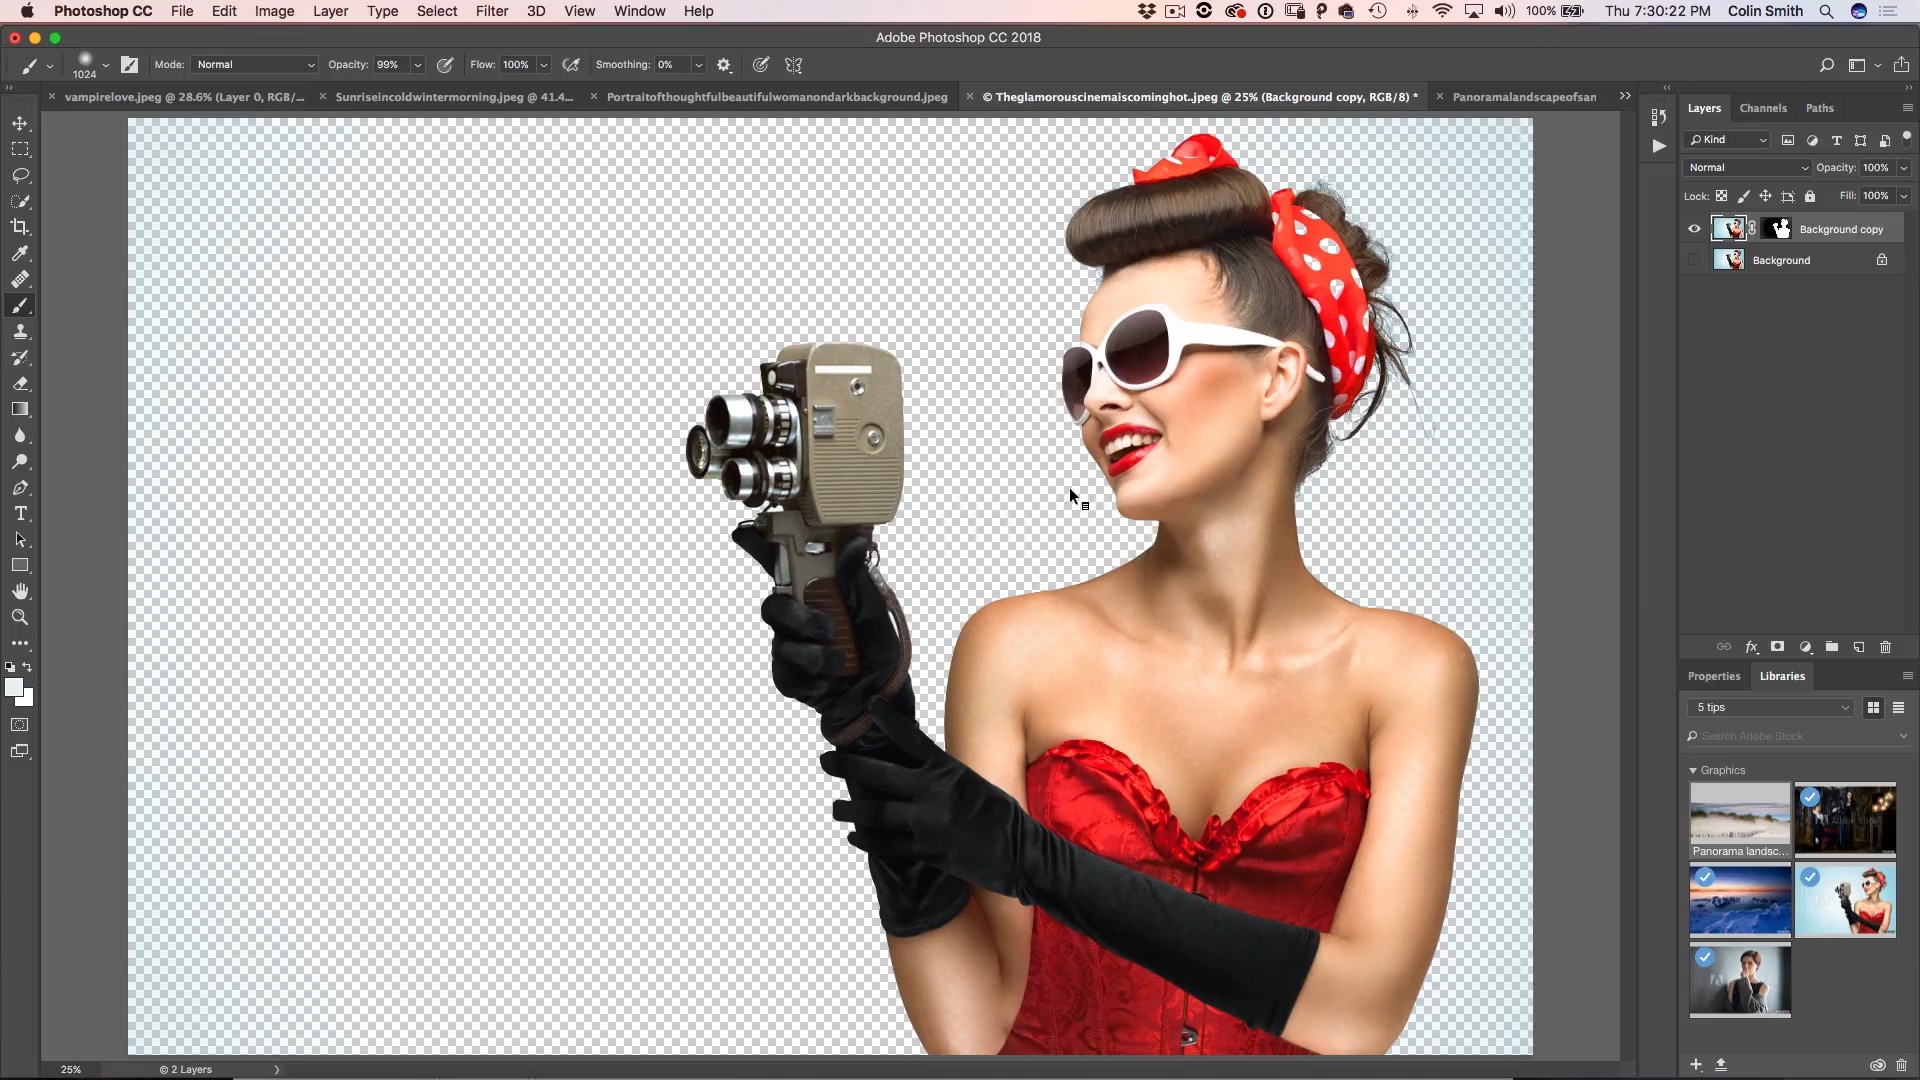 Photoshop CC File Edit Image Layer Type Select Filter 3D View Window Help 100% Thu 7:30:22 PM Colin Smith
Adobe Photoshop CC 2018
1024 Mode: Normal Opacity: 99% Flow: 100% Smoothing: 0%
× vampirelove.jpeg @ 28.6% (Layer 0, RGB/... × Sunriseincoldwintermorning.jpeg @ 41.4... × Portraitofthoughtfulbeautifulwomanondarkbackground.jpeg × © Theglamorouscinemaiscominghot..jpeg @ 25% (Background copy, RGB/8) * × Panoramalandscapeofsan
Layers Channels Paths
Kind
Normal Opacity: 100%
Lock: Fill: 100%
Background copy
Background
fx
Properties Libraries
5 tips
Search Adobe Stock
Graphics
Panorama landsc...
25% © 2 Layers